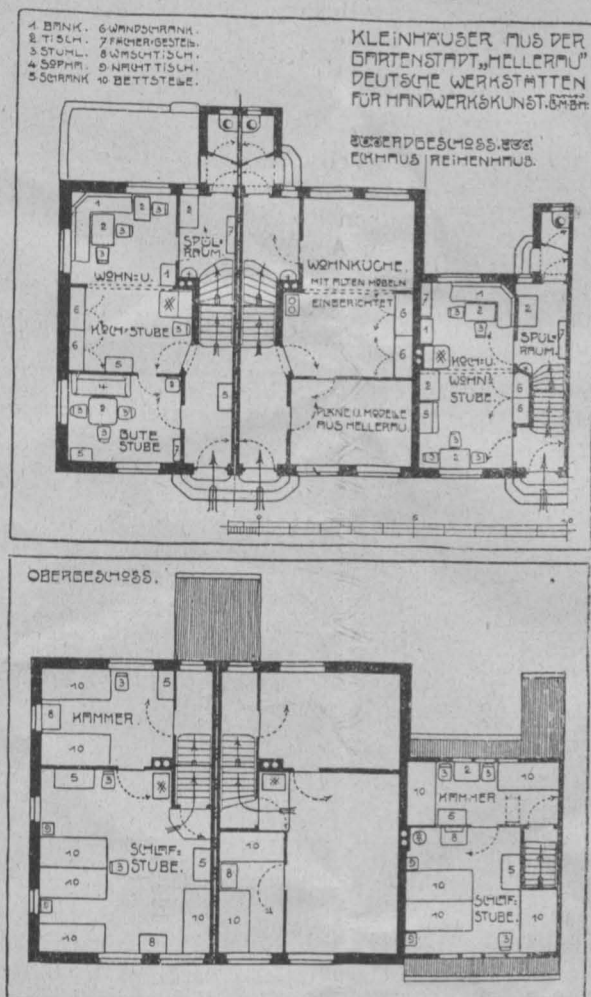 1. BANK. 6 WANDSCHRANK.
2 TISCH. 7 FÄCHERGESTELL.
3 STUHL. 8 WASCHTISCH.
4 SOPHA. 9 NACHTTISCH.
5 SCHRANK 10 BETTSTELLE.
KLEINHÄUSER AUS DER
GARTENSTADT „HELLERAU”
DEUTSCHE WERKSTÄTTEN
FÜR HANDWERKSKUNST. G.M.B.H.
ERDGESCHOSS.
ECKHAUS REIHENHAUS.
SPÜL-
RAUM.
WOHN- U.
KOCH-STUBE
GUTE
STUBE
WOHNKÜCHE.
MIT ALTEN MÖBELN
EINGERICHTET
PLÄNE U. MODELLE
AUS HELLERAU.
KOCH- U.
WOHN-
STUBE
SPÜL-
RAUM.
0 5 10
OBERGESCHOSS.
KAMMER.
SCHLAF-
STUBE.
KAMMER
SCHLAF-
STUBE.